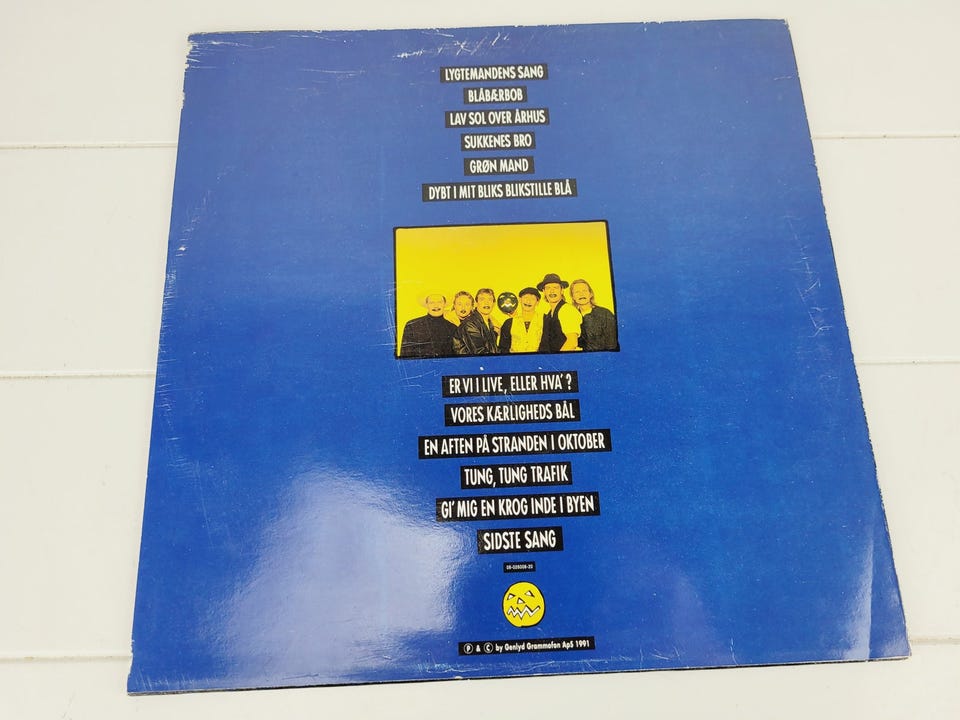 LYGTEMANDENS SANG
BLÅBÆRBOB
LAV SOL OVER ÅRHUS
SUKKENES BRO
GRØN MAND
DYBT I MIT BLIKS BLIKSTILLE BLÅ
ER VI I LIVE, ELLER HVA'?
VORES KÆRLIGHEDS BÅL
EN AFTEN PÅ STRANDEN I OKTOBER
TUNG, TUNG TRAFIK
GI' MIG EN KROG INDE I BYEN
SIDSTE SANG
Ⓟ & Ⓒ by Genlyd Grammofon ApS 1991